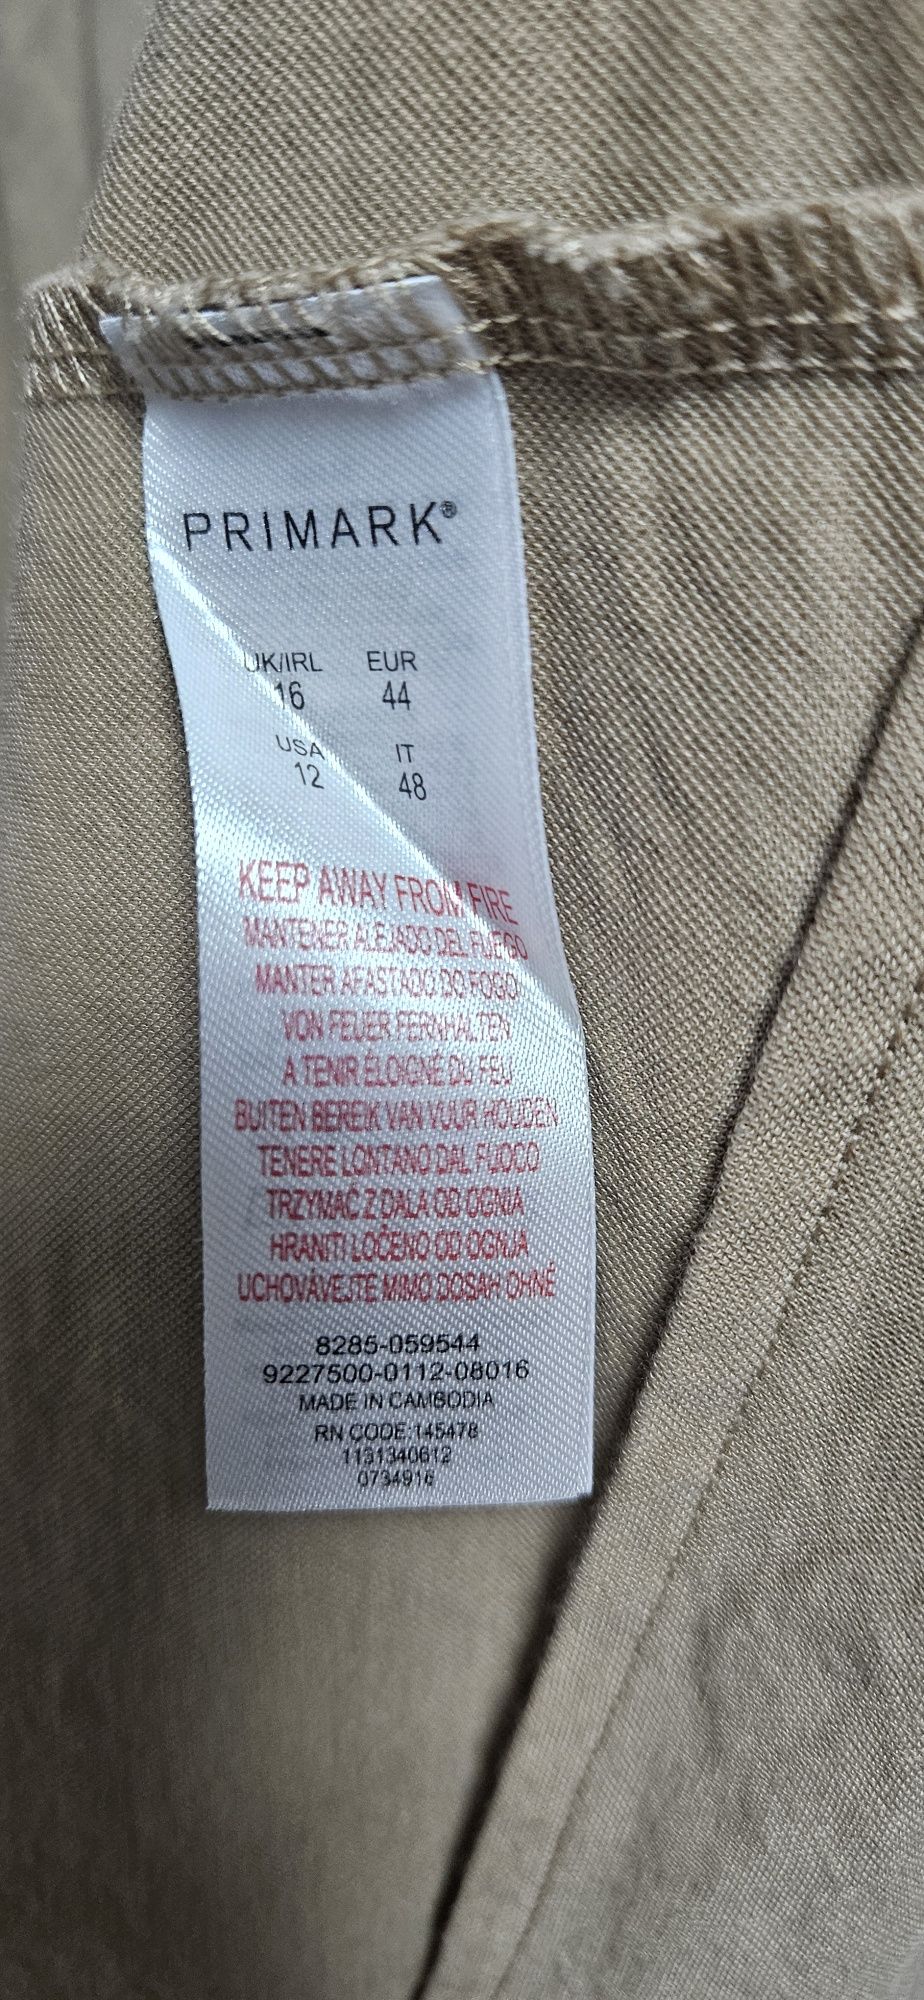 PRIMARK®
UK/IRL EUR
16 44
USA IT
12 48
KEEP AWAY FROM FIRE
MANTENER ALEJADO DEL FUEGO
MANTER AFASTADO DO FOGO
VON FEUER FERNHALTEN
A TENIR ÉLOIGNÉ DU FEU
BUITEN BEREIK VAN VUUR HOUDEN
TENERE LONTANO DAL FUOCO
TRZYMAĆ Z DALA OD OGNIA
HRANITI LOČENO OD OGNJA
UCHOVÁVEJTE MIMO DOSAH OHNĚ
8285-059544
9227500-0112-08016
MADE IN CAMBODIA
RN CODE:145478
1131340612
0734916